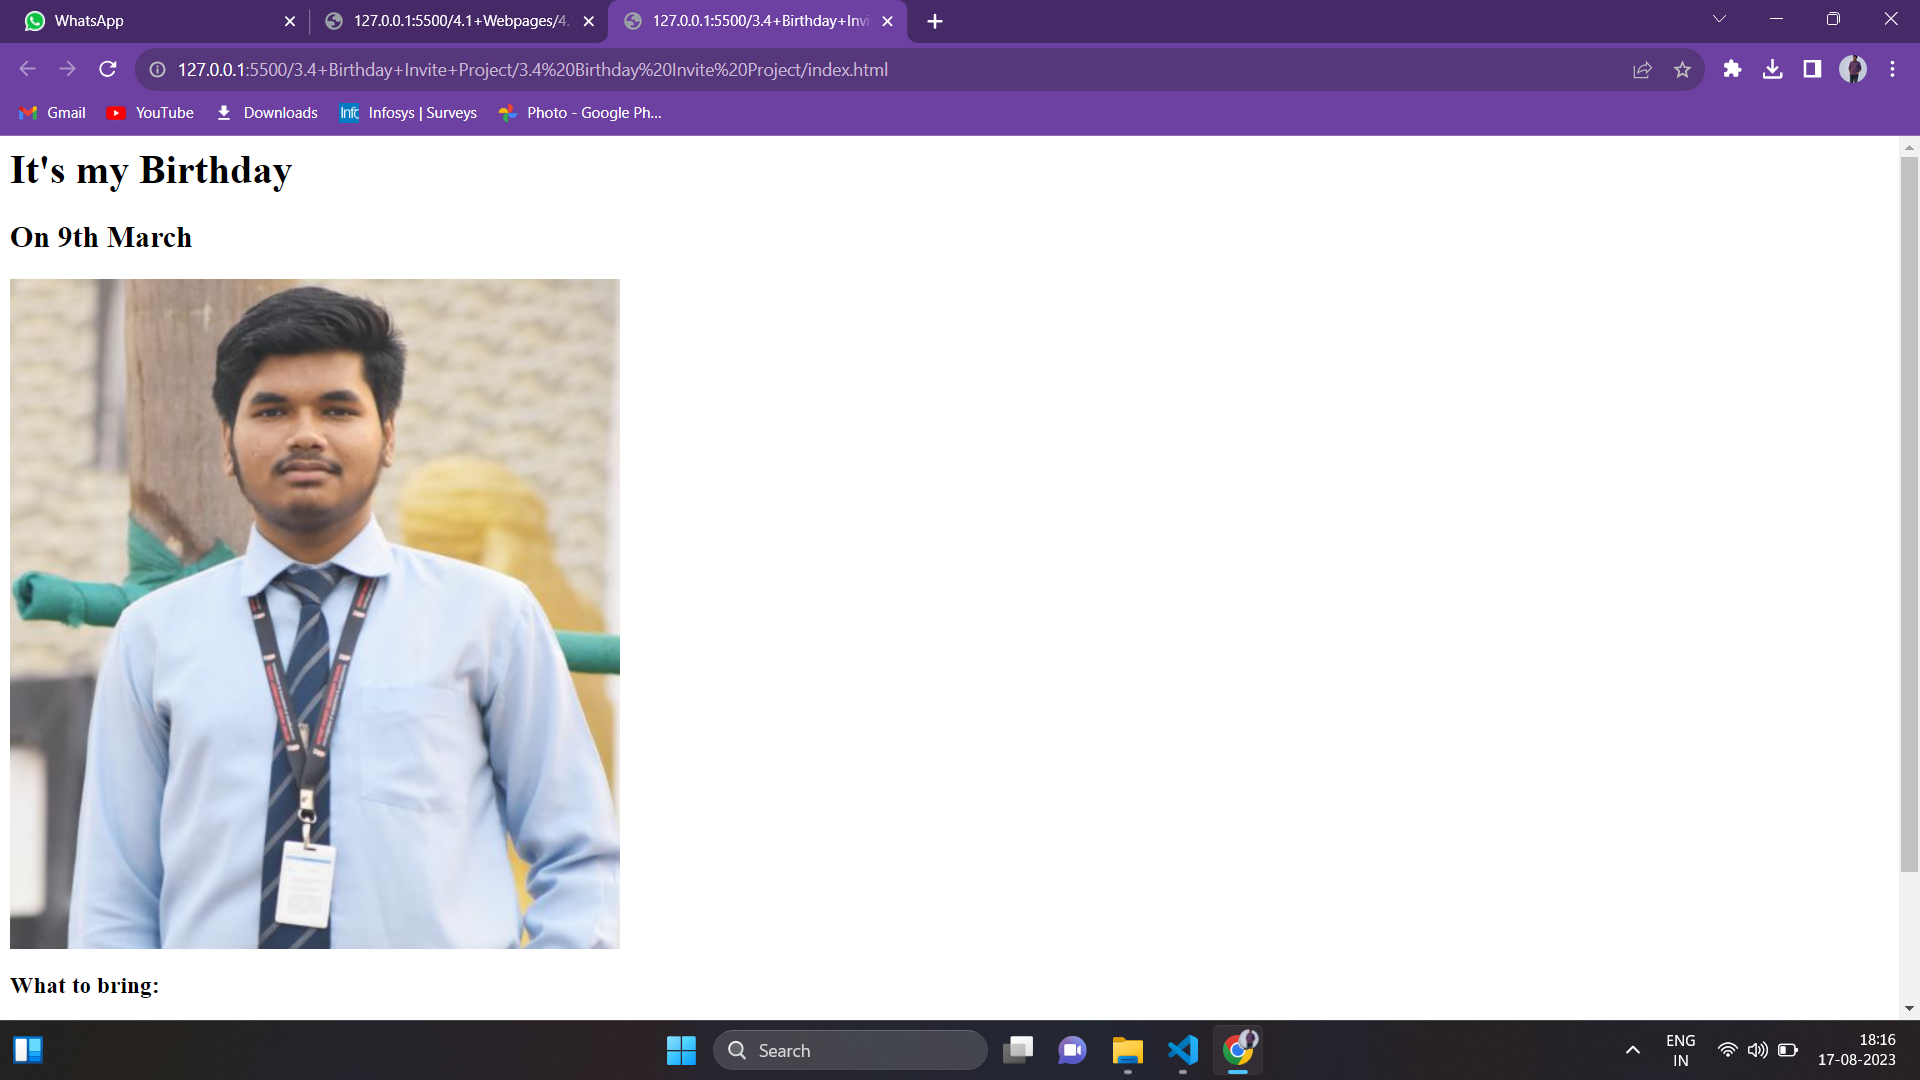 WhatsApp
127.0.0.1:5500/4.1+Webpages/4.
127.0.0.1:5500/3.4+Birthday+Invi
127.0.0.1:5500/3.4+Birthday+Invite+Project/3.4%20Birthday%20Invite%20Project/index.html
Gmail
YouTube
Downloads
Infosys | Surveys
Photo - Google Ph...
It's my Birthday
On 9th March
What to bring:
Search
ENG
IN
18:16
17-08-2023